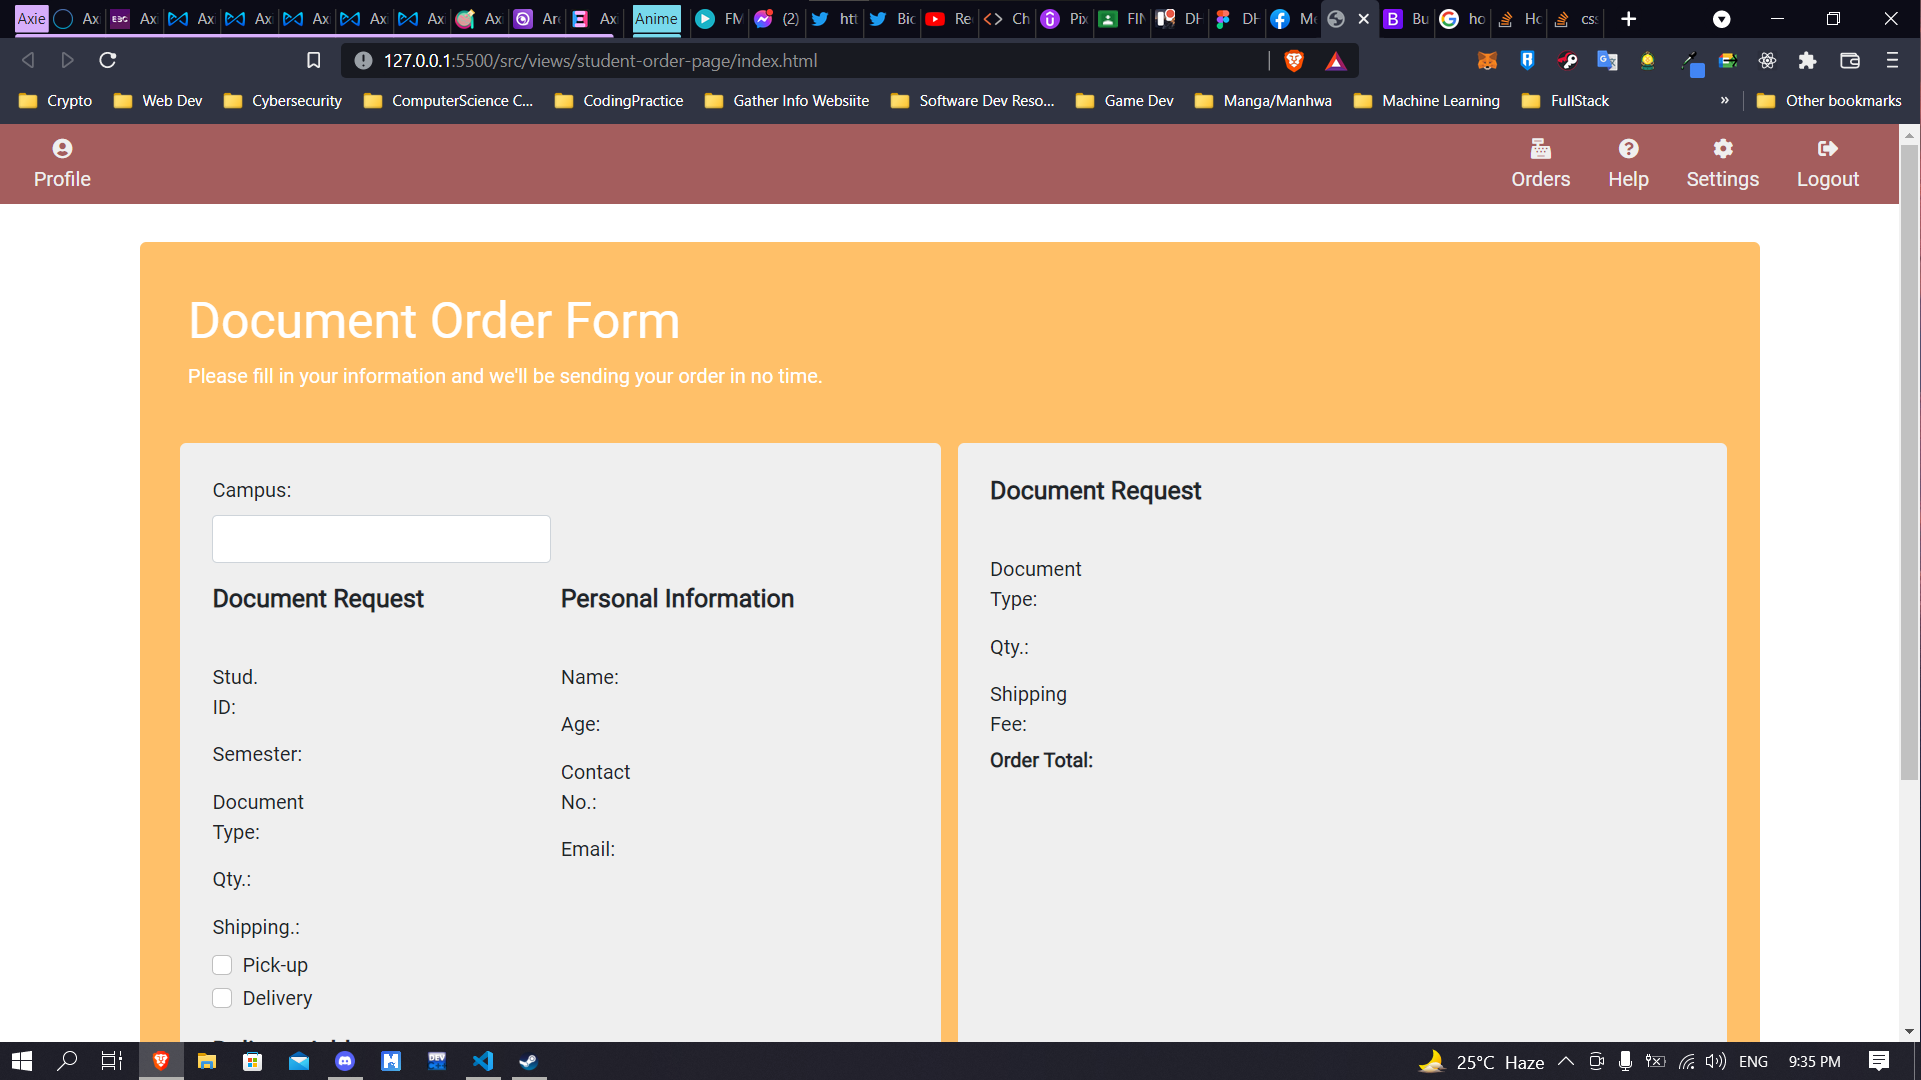 Axie
Ax
Ax
Ax
Ax
Ax
Ax
Ax
Ax
Arc
Ax
Anime
FM
(2)
htt
Bio
Re
Ch
Pix
FIN
DH
DH
Me
Bu
ho
Ho
css
127.0.0.1:5500/src/views/student-order-page/index.html
Crypto
Web Dev
Cybersecurity
ComputerScience C...
CodingPractice
Gather Info Websiite
Software Dev Reso...
Game Dev
Manga/Manhwa
Machine Learning
FullStack
»
Other bookmarks
Profile
Orders
Help
Settings
Logout
Document Order Form
Please fill in your information and we'll be sending your order in no time.
Campus:
Document Request
Stud.
ID:
Semester:
Document
Type:
Qty.:
Shipping.:
Pick-up
Delivery
Personal Information
Name:
Age:
Contact
No.:
Email:
Document Request
Document
Type:
Qty.:
Shipping
Fee:
Order Total:
25°C Haze
ENG
9:35 PM